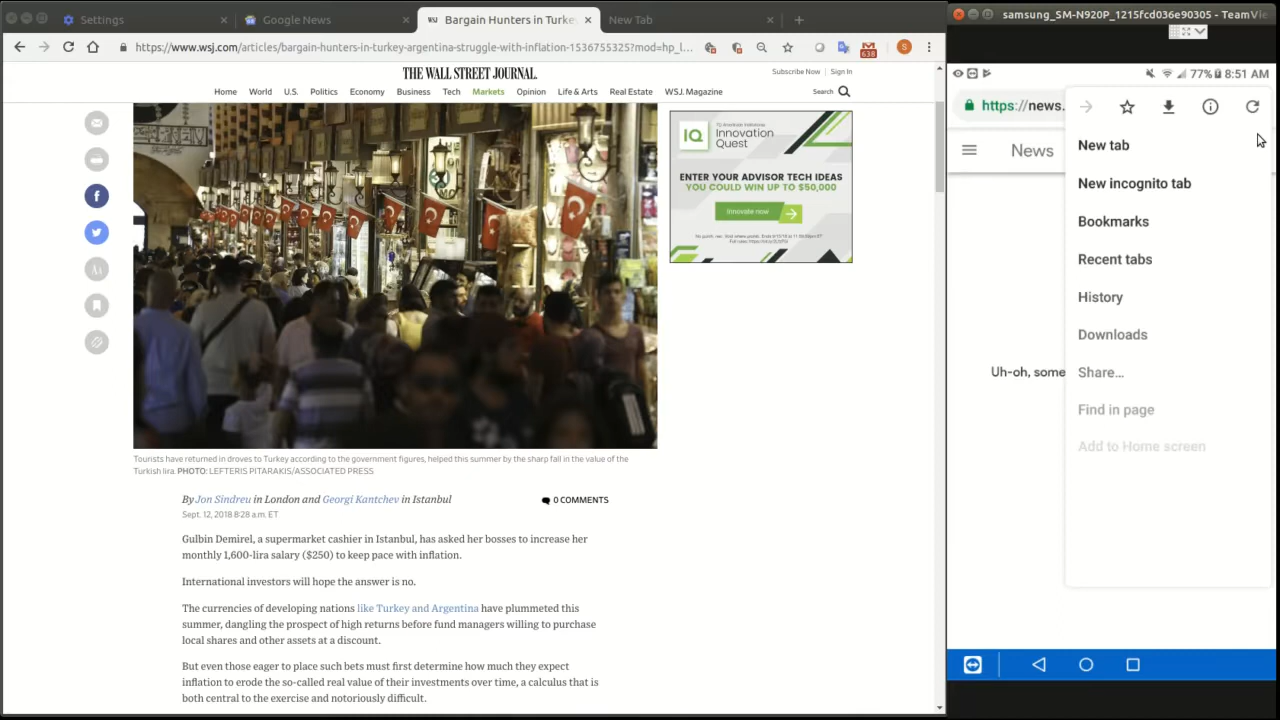 Settings
Google News
WSJ Bargain Hunters in Turke
New Tab
https://www.wsj.com/articles/bargain-hunters-in-turkey-argentina-struggle-with-inflation-1536755325?mod=hp_l...
638
S
THE WALL STREET JOURNAL.
Subscribe Now | Sign In
Home World U.S. Politics Economy Business Tech Markets Opinion Life & Arts Real Estate WSJ. Magazine
Search
IQ
Innovation
Quest
ENTER YOUR ADVISOR TECH IDEAS
YOU COULD WIN UP TO $50,000
Innovate now
Tourists have returned in droves to Turkey according to the government figures, helped this summer by the sharp fall in the value of the
Turkish lira. PHOTO: LEFTERIS PITARAKIS/ASSOCIATED PRESS
By Jon Sindreu in London and Georgi Kantchev in Istanbul
0 COMMENTS
Sept. 12, 2018 8:28 a.m. ET
Gulbin Demirel, a supermarket cashier in Istanbul, has asked her bosses to increase her
monthly 1,600-lira salary ($250) to keep pace with inflation.
International investors will hope the answer is no.
The currencies of developing nations like Turkey and Argentina have plummeted this
summer, dangling the prospect of high returns before fund managers willing to purchase
local shares and other assets at a discount.
But even those eager to place such bets must first determine how much they expect
inflation to erode the so-called real value of their investments over time, a calculus that is
both central to the exercise and notoriously difficult.
samsung_SM-N920P_1215fcd036e90305 - TeamVie
77% 8:51 AM
https://news.
News
Uh-oh, some
New tab
New incognito tab
Bookmarks
Recent tabs
History
Downloads
Share...
Find in page
Add to Home screen